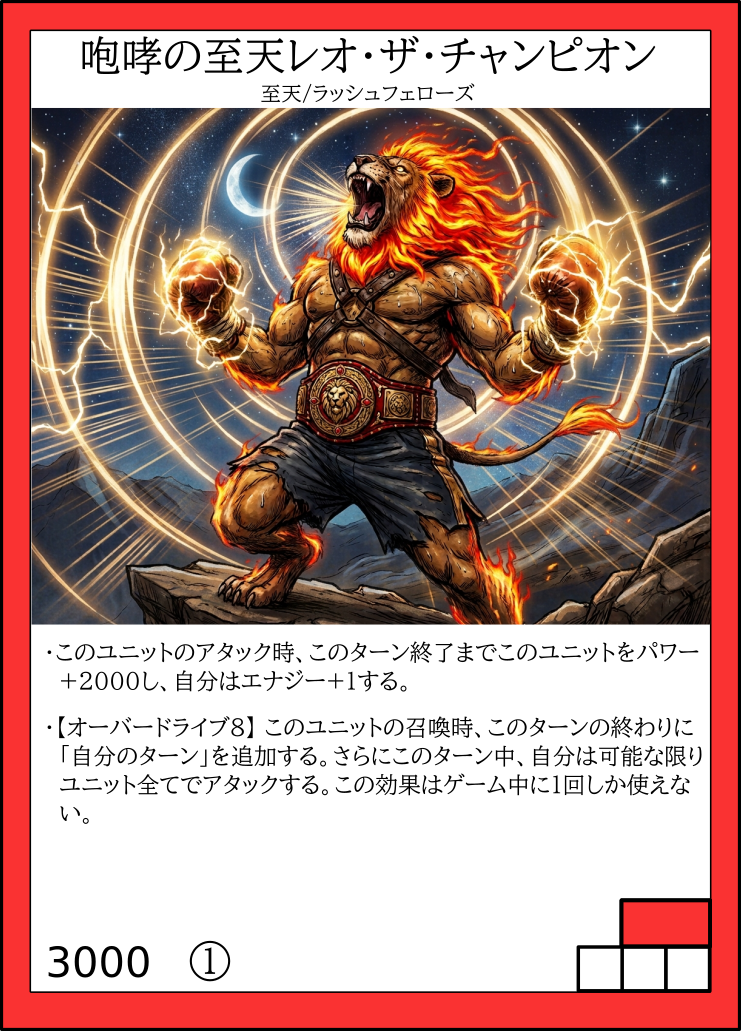 咆哮の至天レオ・ザ・チャンピオン
至天/ラッシュフェローズ
・このユニットのアタック時、このターン終了までこのユニットをパワー
+2000し、自分はエナジー+1する。
・【オーバードライブ8】 このユニットの召喚時、このターンの終わりに
「自分のターン」を追加する。さらにこのターン中、自分は可能な限り
ユニット全てでアタックする。この効果はゲーム中に1回しか使えな
い。
3000 ①